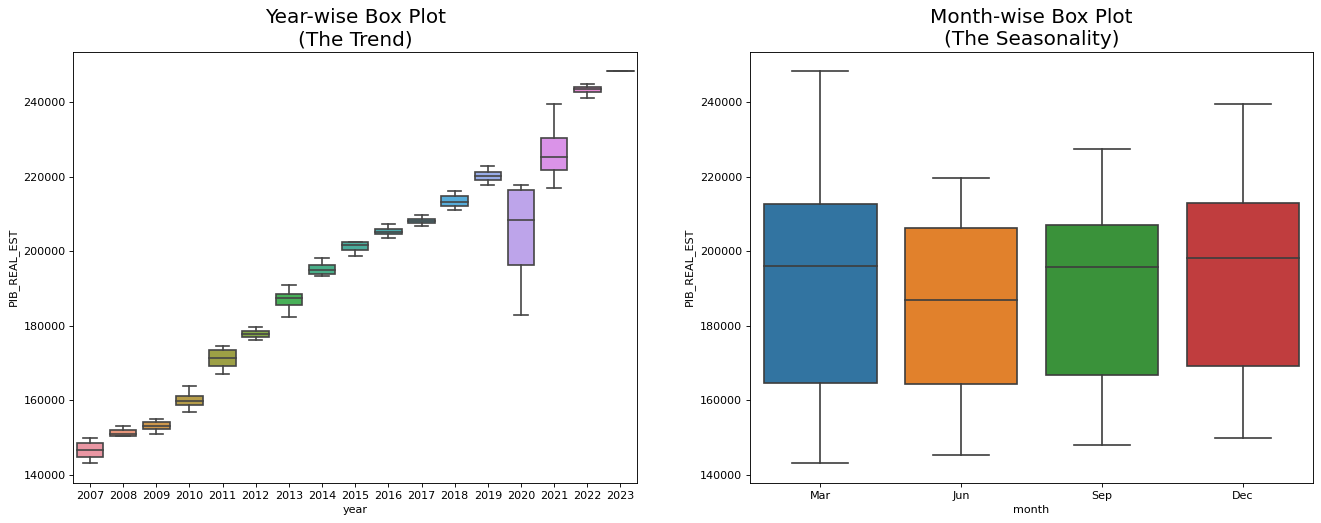 Year-wise Box Plot
(The Trend)
PIB_REAL_EST
240000
220000
200000
180000
160000
140000
2007 2008 2009 2010 2011 2012 2013 2014 2015 2016 2017 2018 2019 2020 2021 2022 2023
year
Month-wise Box Plot
(The Seasonality)
PIB_REAL_EST
240000
220000
200000
180000
160000
140000
Mar Jun Sep Dec
month